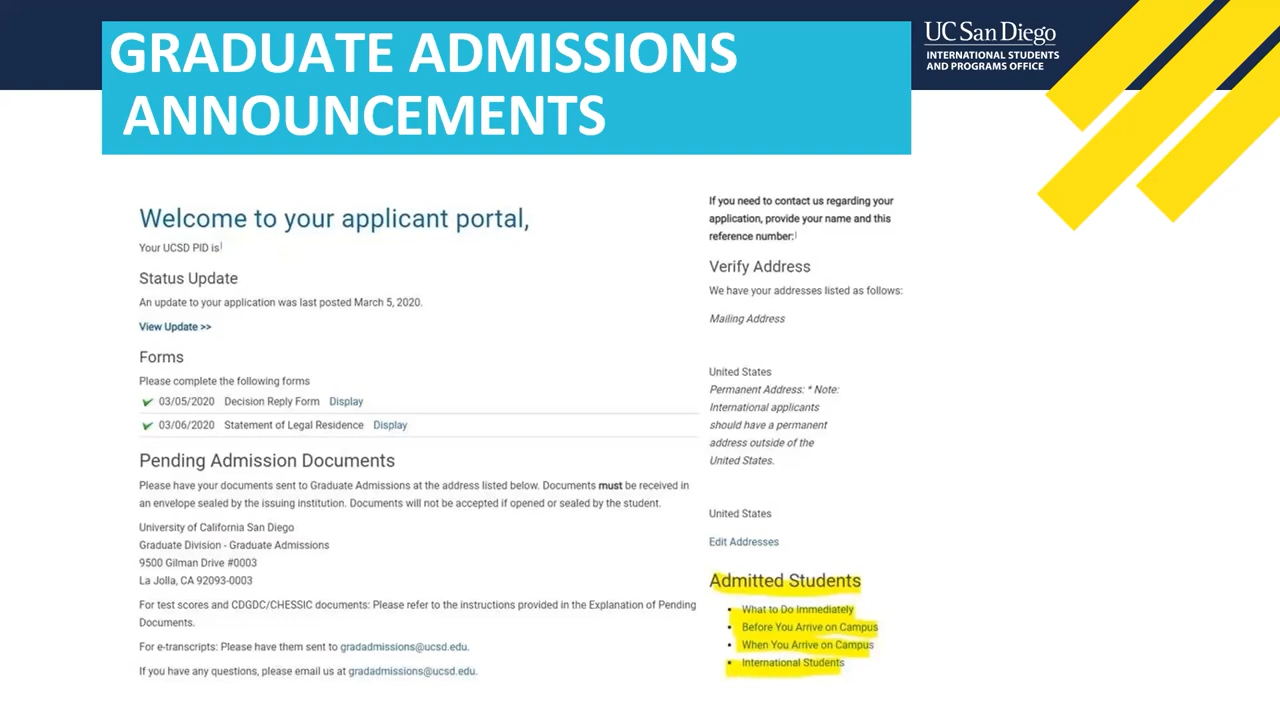 GRADUATE ADMISSIONS
ANNOUNCEMENTS
UC San Diego
INTERNATIONAL STUDENTS
AND PROGRAMS OFFICE
Welcome to your applicant portal,
Your UCSD PID is
Status Update
An update to your application was last posted March 5, 2020.
View Update >>
Forms
Please complete the following forms
03/05/2020 Decision Reply Form Display
03/06/2020 Statement of Legal Residence Display
Pending Admission Documents
Please have your documents sent to Graduate Admissions at the address listed below. Documents must be received in
an envelope sealed by the issuing institution. Documents will not be accepted if opened or sealed by the student.
University of California San Diego
Graduate Division - Graduate Admissions
9500 Gilman Drive #0003
La Jolla, CA 92093-0003
For test scores and CDGDC/CHESSIC documents: Please refer to the instructions provided in the Explanation of Pending
Documents.
For e-transcripts: Please have them sent to gradadmissions@ucsd.edu.
If you have any questions, please email us at gradadmissions@ucsd.edu.
If you need to contact us regarding your
application, provide your name and this
reference number:
Verify Address
We have your addresses listed as follows:
Mailing Address
United States
Permanent Address: * Note:
International applicants
should have a permanent
address outside of the
United States.
United States
Edit Addresses
Admitted Students
• What to Do Immediately
• Before You Arrive on Campus
• When You Arrive on Campus
• International Students